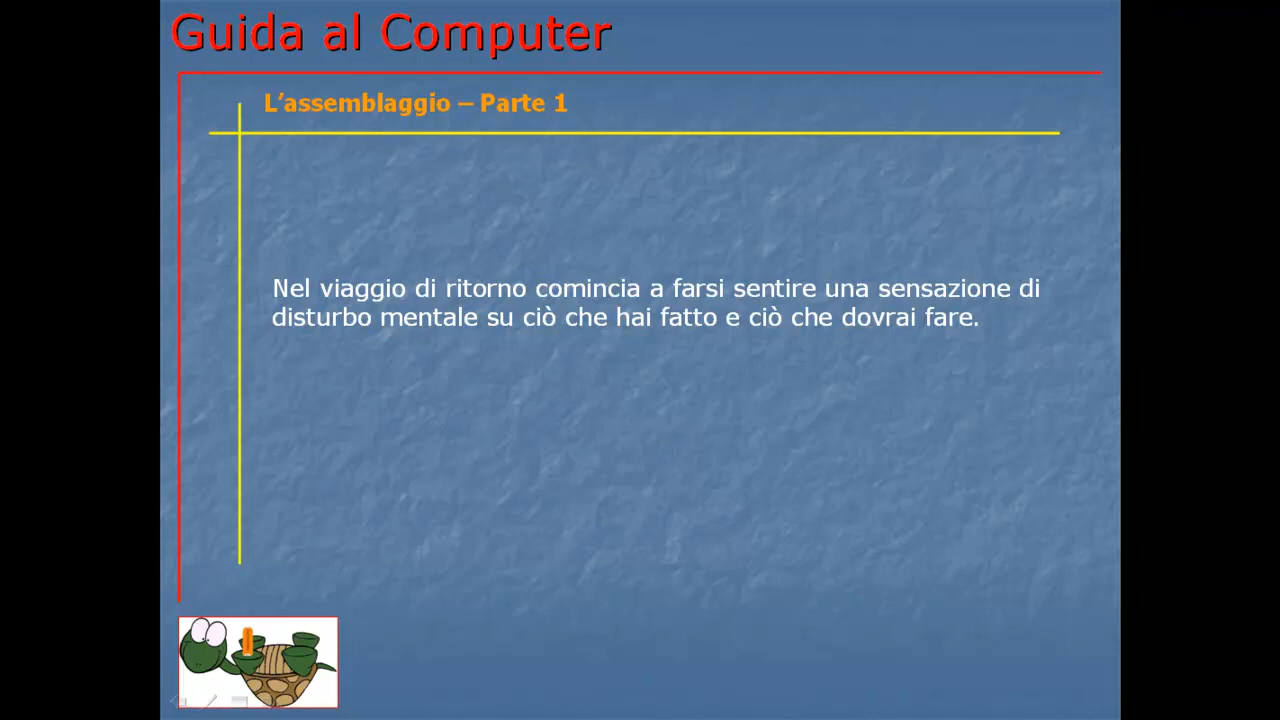 Guida al Computer
L’assemblaggio – Parte 1
Nel viaggio di ritorno comincia a farsi sentire una sensazione di
disturbo mentale su ciò che hai fatto e ciò che dovrai fare.